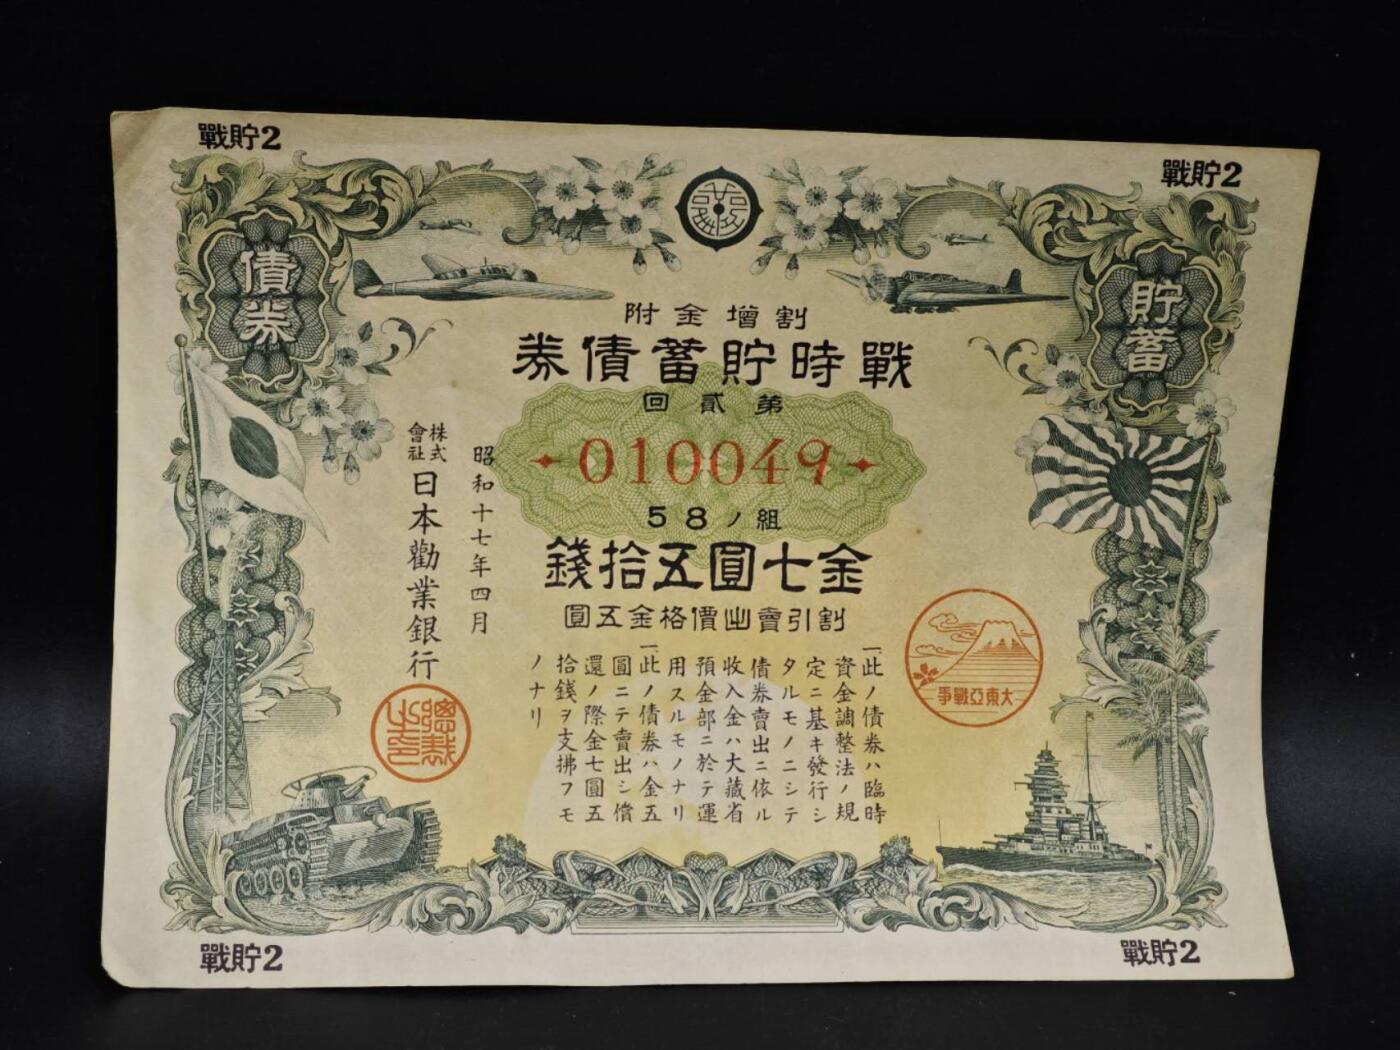 戰貯2
戰貯2
貯蓄
債券
割增金附
戰時貯蓄債券
第貳回
010049
58ノ組
金七圓五拾錢
割引賣出價格金五圓
大東亞戰爭
一此ノ債券ハ臨時
資金調整法ノ規
定ニ基キ發行シ
タルモノニシテ
債券賣出ニ依ル
收入金ハ大藏省
預金部ニ於テ運
用スルモノナリ
一此ノ債券ハ金五
圓ニテ賣出シ償
還ノ際金七圓五
拾錢ヲ支拂フモ
ノナリ
昭和十七年四月
株式會社日本勸業銀行
總裁之印
戰貯2
戰貯2